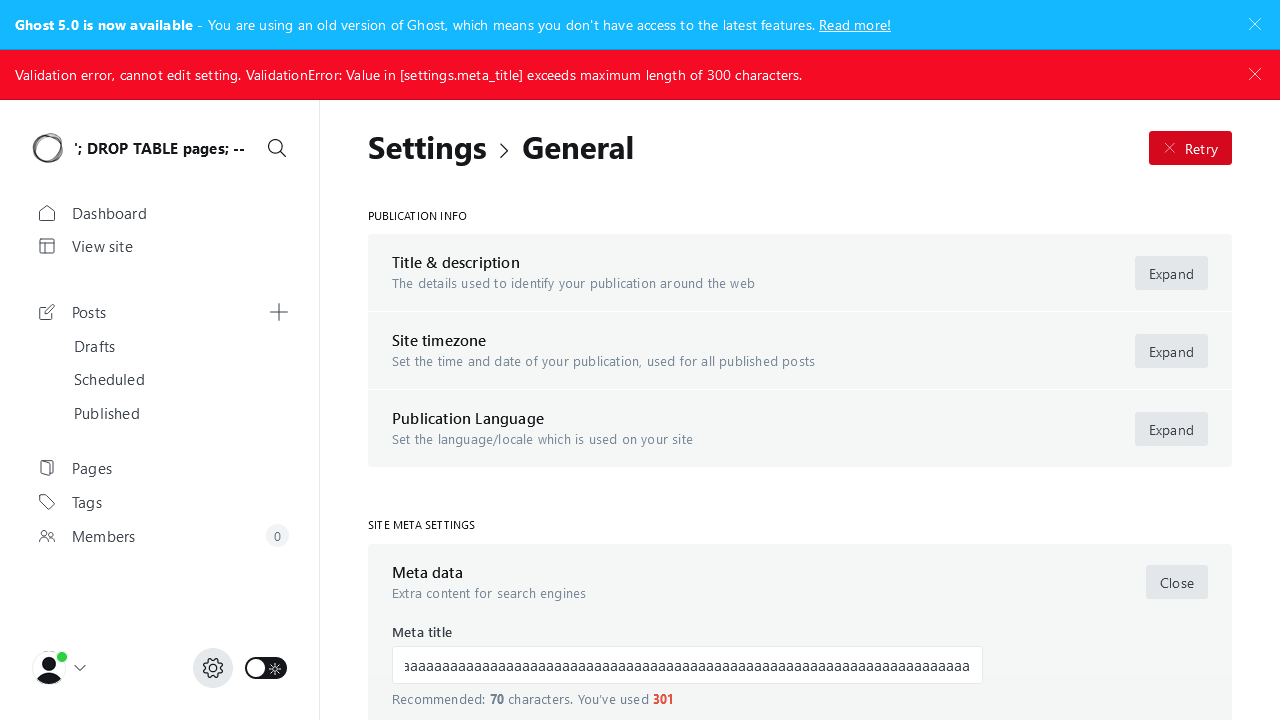 Ghost 5.0 is now available - You are using an old version of Ghost, which means you don't have access to the latest features. Read more!
Validation error, cannot edit setting. ValidationError: Value in [settings.meta_title] exceeds maximum length of 300 characters.
'; DROP TABLE pages; --
Dashboard
View site
Posts
Drafts
Scheduled
Published
Pages
Tags
Members 0
Settings > General
Retry
PUBLICATION INFO
Title & description
The details used to identify your publication around the web
Expand
Site timezone
Set the time and date of your publication, used for all published posts
Expand
Publication Language
Set the language/locale which is used on your site
Expand
SITE META SETTINGS
Meta data
Extra content for search engines
Close
Meta title
aaaaaaaaaaaaaaaaaaaaaaaaaaaaaaaaaaaaaaaaaaaaaaaaaaaaaaaaaaaaaaaaaaaaaaa
Recommended: 70 characters. You've used 301